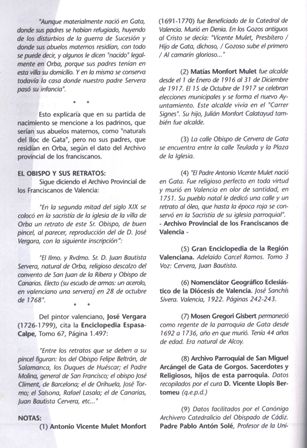 "Aunque materialmente nació en Gata,
donde sus padres se habían refugiado, huyendo
de los disturbios de la guerra de Sucesión y
donde sus abuelos maternos residían, con todo
se puede decir, y algunos le dicen "nacido" legal-
mente en Orba, porque sus padres tenían en
esta villa su domicilio. Y en la misma se conserva
todavía la casa donde nuestro padre Servera
pasó su infancia".
* *
Esto explicaría que en su partida de
nacimiento se mencione a los padrinos, que
serían sus abuelos maternos, como "naturals
del lloc de Gata", pero no sus padres, que
residían en Orba, según el dato del Archivo
provincial de los franciscanos.
EL OBISPO Y SUS RETRATOS:
Sigue diciendo el Archivo Provincial de
los Franciscanos de Valencia:
"En la segunda mitad del siglo XIX se
colocó en la sacristía de la iglesia de la villa de
Orba un retrato de este Sr. Obispo, de buen
pincel, al parecer, reproducción del de D. José
Vergara, con la siguiente inscripción":
"El Ilmo. y Rvdmo. Sr. D. Juan Bautista
Servera, natural de Orba, religioso descalzo del
convento de San Juan de la Ribera y Obispo de
Canarias. Electo (su escudo de armas: un acerolo,
en valenciano una servera) en 28 de octubre
de 1768".
* *
Del pintor valenciano, José Vergara
(1726-1799), cita la Enciclopedia Espasa-
Calpe, Tomo 67, Página 1.497:
"Entre los retratos que se deben a su
pincel figuran: los del Obispo Felipe Beltrán, de
Salamanca, los Duques de Huéscar; el Padre
Molina, general de San Francisco; el obispo José
Climent, de Barcelona; el de Orihuela, José Tor-
mo; el Salsona, Rafael Lasala; el de Canarias,
Juan Bautista Cervera, etc..."
NOTAS:
(1) Antonio Vicente Mulet Monfort
(1691-1770) fue Beneficiado de la Catedral de
Valencia. Murió en Denia. En los Gozos antiguos
al Cristo se decía: "Vicente Mulet, Presbítero /
Hijo de Gata, dichoso, / Gozaso sube el primero
/ Al camarín glorioso..."
(2) Matías Monfort Mulet fue alcalde
desde el 1 de Enero de 1916 al 31 de Diciembre
de 1917. El 15 de Octubre de 1917 se celebran
elecciones municipales y se forma el nuevo Ay-
untamiento. Este alcalde vivía en el "Carrer
Signes". Su hijo, Julián Monfort Calatayud tam-
bién fue alcalde.
(3) La calle Obispo de Cervera de Gata
se encuentra entre la calle Teulada y la Plaza
de la Iglesia.
(4) "El Padre Antonio Vicente Mulet nació
en Gata. Fue religioso perfecto en toda virtud
y murió en Valencia en olor de santidad, en
1751. Su pueblo natal le dedicó una calle y un
retrato al óleo, que hasta la época roja se con-
servó en la Sacristía de su iglesia parroquial".
- Archivo Provincial de los Franciscanos de
Valencia -
(5) Gran Enciclopedia de la Región
Valenciana. Adelaido Carcel Ramos. Tomo 3
Voz: Cervera, Juan Bautista.
(6) Nomenclátor Geográfico Eclesiás-
tico de la Diócesis de Valencia. José Sanchis
Sivera. Valencia, 1922. Páginas 242-243.
(7) Mosen Gregori Gisbert permaneció
como regente de la parroquia de Gata desde
1692 a 1736, año en que murió. Tenía 44 años
de edad. Era natural de Alcoy.
(8) Archivo Parroquial de San Miguel
Arcángel de Gata de Gorgos. Sacerdotes y
Religiosos, hijos de esta parroquia. Datos
recopilados por el cura D. Vicente Llopis Ber-
tomeu (q.e.p.d.)
(9) Datos facilitados por el Canónigo
Archivero Catedralicio del Obispado de Cádiz.
Padre Pablo Antón Solé, Profesor de la Uni-